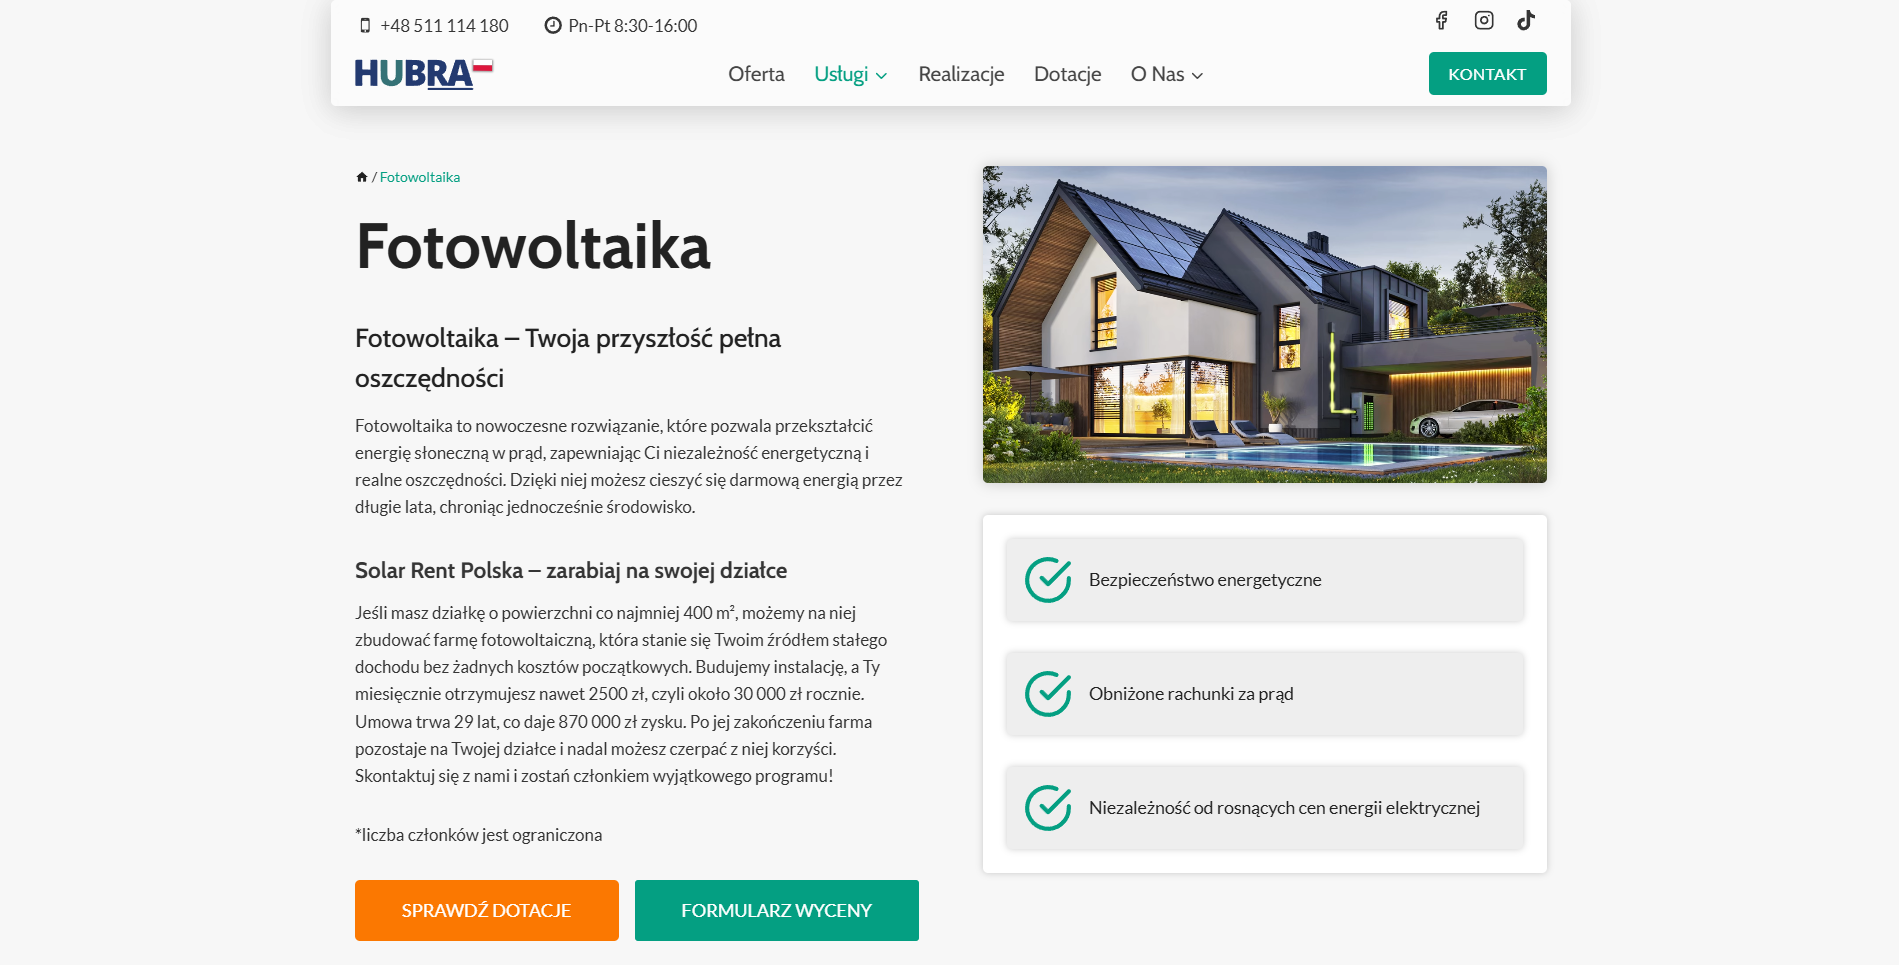 +48 511 114 180
Pn-Pt 8:30-16:00
HUBRA
Oferta
Usługi
Realizacje
Dotacje
O Nas
KONTAKT
/ Fotowoltaika
Fotowoltaika
Fotowoltaika – Twoja przyszłość pełna
oszczędności
Fotowoltaika to nowoczesne rozwiązanie, które pozwala przekształcić
energię słoneczną w prąd, zapewniając Ci niezależność energetyczną i
realne oszczędności. Dzięki niej możesz cieszyć się darmową energią przez
długie lata, chroniąc jednocześnie środowisko.
Solar Rent Polska – zarabiaj na swojej działce
Jeśli masz działkę o powierzchni co najmniej 400 m², możemy na niej
zbudować farmę fotowoltaiczną, która stanie się Twoim źródłem stałego
dochodu bez żadnych kosztów początkowych. Budujemy instalację, a Ty
miesięcznie otrzymujesz nawet 2500 zł, czyli około 30 000 zł rocznie.
Umowa trwa 29 lat, co daje 870 000 zł zysku. Po jej zakończeniu farma
pozostaje na Twojej działce i nadal możesz czerpać z niej korzyści.
Skontaktuj się z nami i zostań członkiem wyjątkowego programu!
*liczba członków jest ograniczona
SPRAWDŹ DOTACJE
FORMULARZ WYCENY
Bezpieczeństwo energetyczne
Obniżone rachunki za prąd
Niezależność od rosnących cen energii elektrycznej